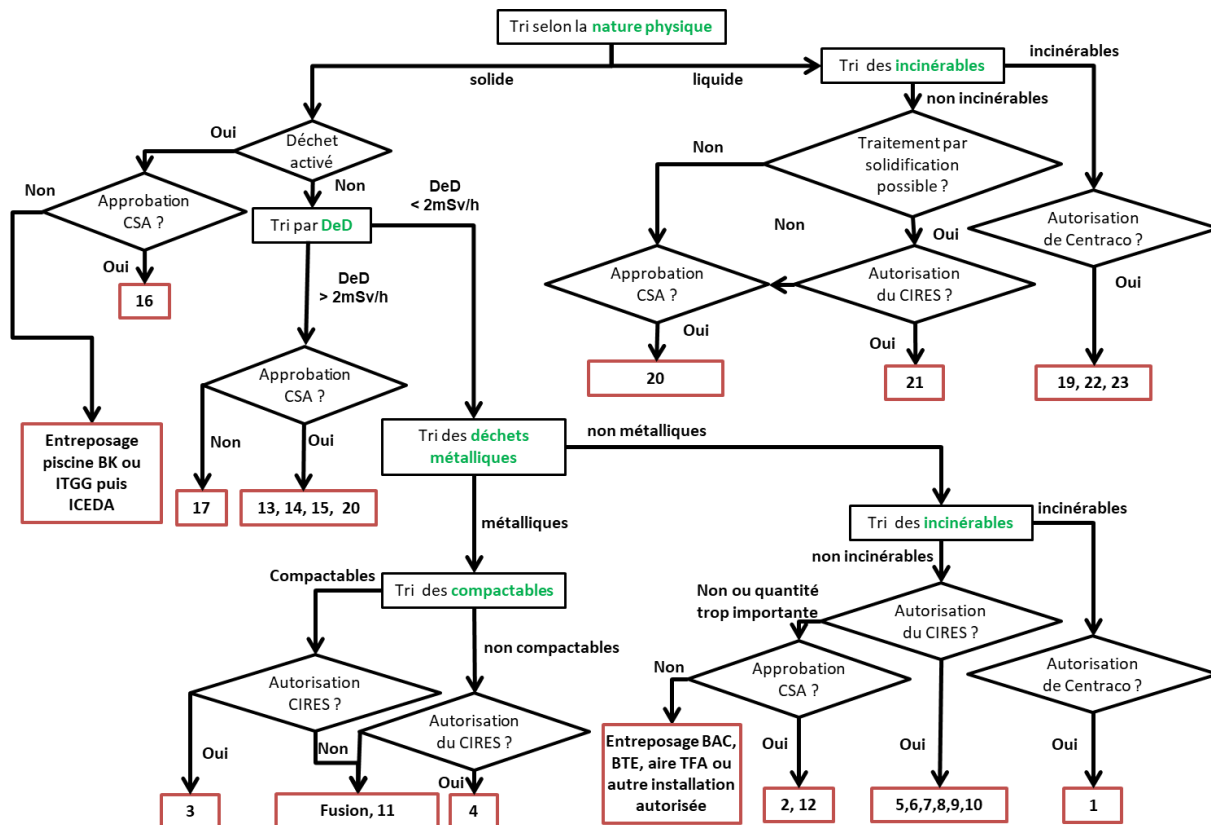 Tri selon la nature physique
solide
liquide
Tri des incinérables
incinérables
non incinérables
Oui
Déchet
activé
Non
Approbation
CSA ?
Non
Oui
16
Tri par DeD
DeD
< 2mSv/h
DeD
> 2mSv/h
Non
Traitement par
solidification
possible ?
Non
Oui
Approbation
CSA ?
Autorisation
du CIRES ?
Autorisation
de Centraco ?
Oui
Oui
Oui
20
21
19, 22, 23
Approbation
CSA ?
Non
Oui
Entreposage
piscine BK ou
ITGG puis
ICEDA
17
13, 14, 15, 20
Tri des déchets
métalliques
non métalliques
métalliques
Tri des incinérables
incinérables
non incinérables
Compactables
Tri des compactables
non compactables
Non ou quantité
trop importante
Autorisation
du CIRES ?
Non
Approbation
CSA ?
Autorisation
de Centraco ?
Autorisation
CIRES ?
Autorisation
du CIRES ?
Oui
Non
Oui
Entreposage BAC,
BTE, aire TFA ou
autre installation
autorisée
Oui
Oui
Oui
3
Fusion, 11
4
2, 12
5,6,7,8,9,10
1